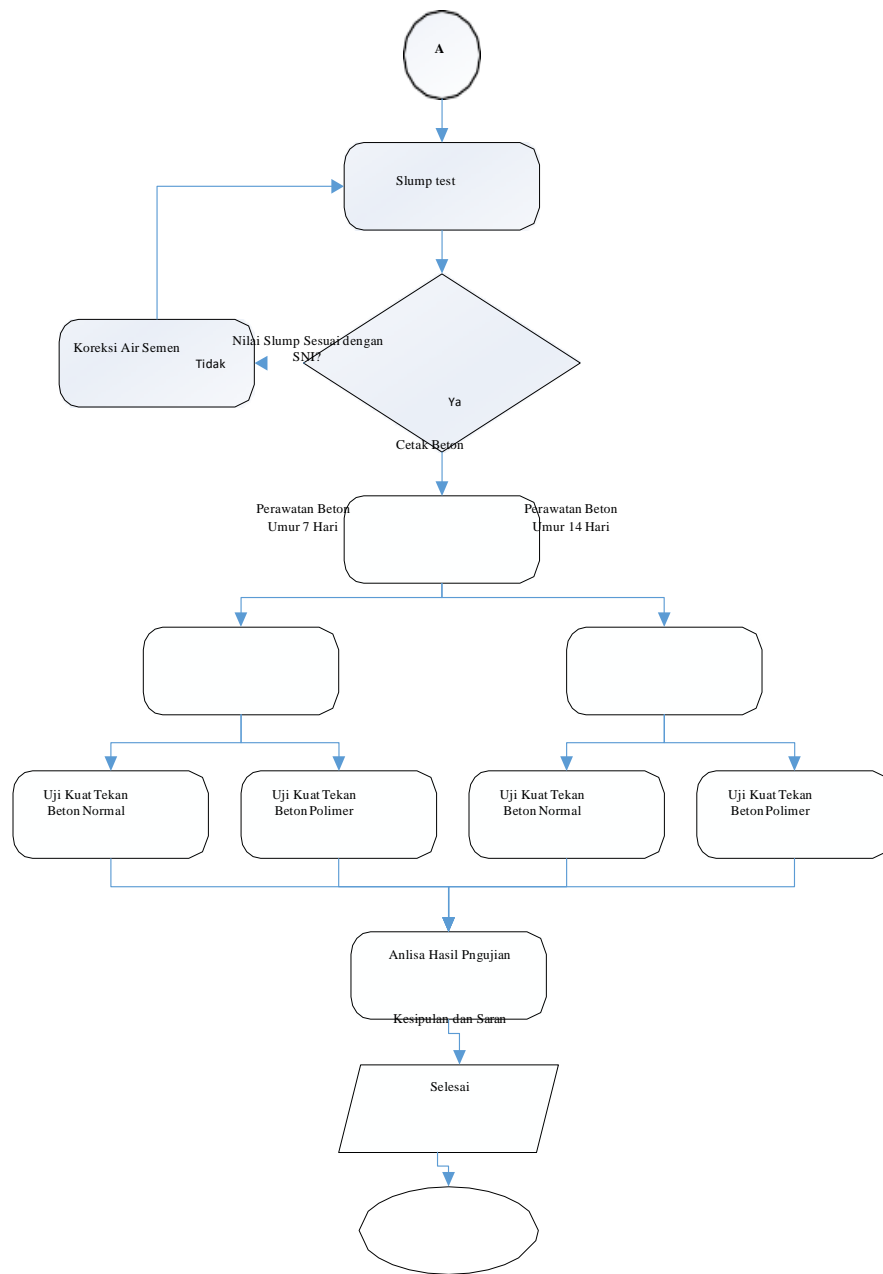 A
Slump test
Nilai Slump Sesuai dengan
SNI?
Koreksi Air Semen
Tidak
Ya
Cetak Beton
Perawatan Beton
Umur 7 Hari
Perawatan Beton
Umur 14 Hari
Uji Kuat Tekan
Beton Normal
Uji Kuat Tekan
Beton Polimer
Uji Kuat Tekan
Beton Normal
Uji Kuat Tekan
Beton Polimer
Anlisa Hasil Pngujian
Kesipulan dan Saran
Selesai